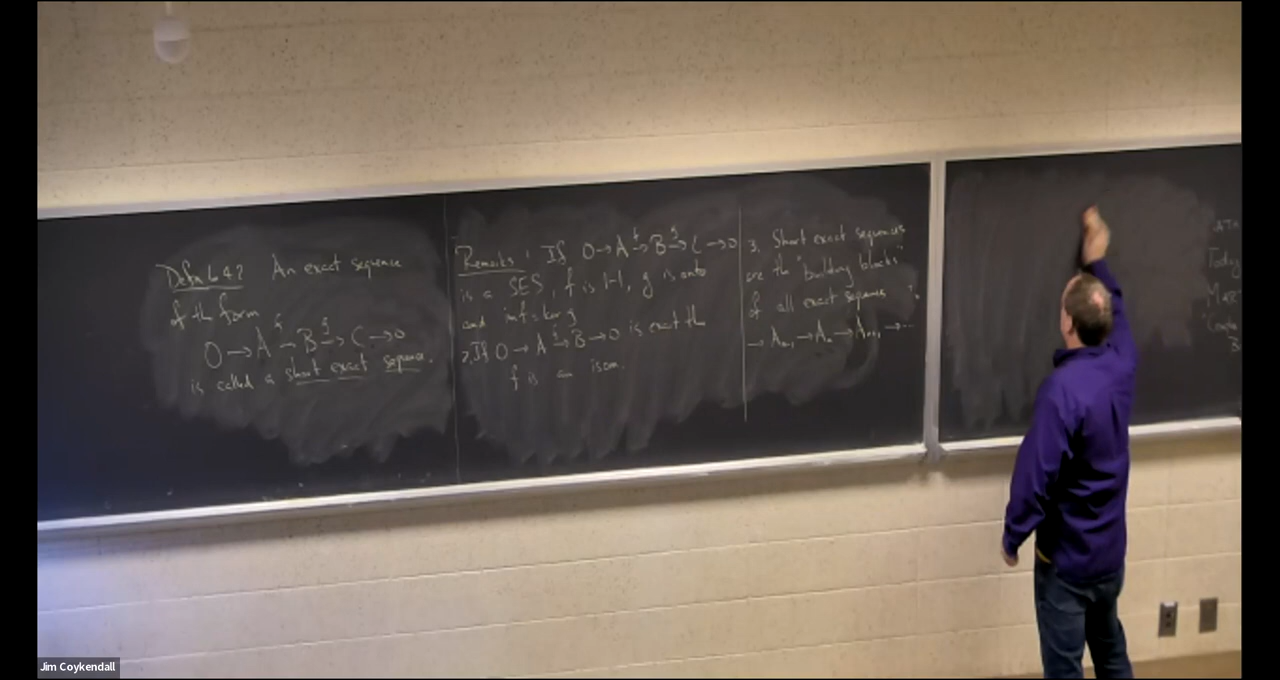 Defn 6.4.2 An exact sequence
of the form
0 → A →f B →g C → 0
is called a short exact sequence.
Remarks: If 0 → A →f B →g C → 0
is a SES, f is 1-1, g is onto
and imf = ker g
2. If 0 → A →f B → 0 is exact then
f is an isom.
3. Short exact sequences
are the "building blocks"
of all exact sequences
→ Aₙ₋₁ → Aₙ → Aₙ₊₁ → ...
Today
Jim Coykendall